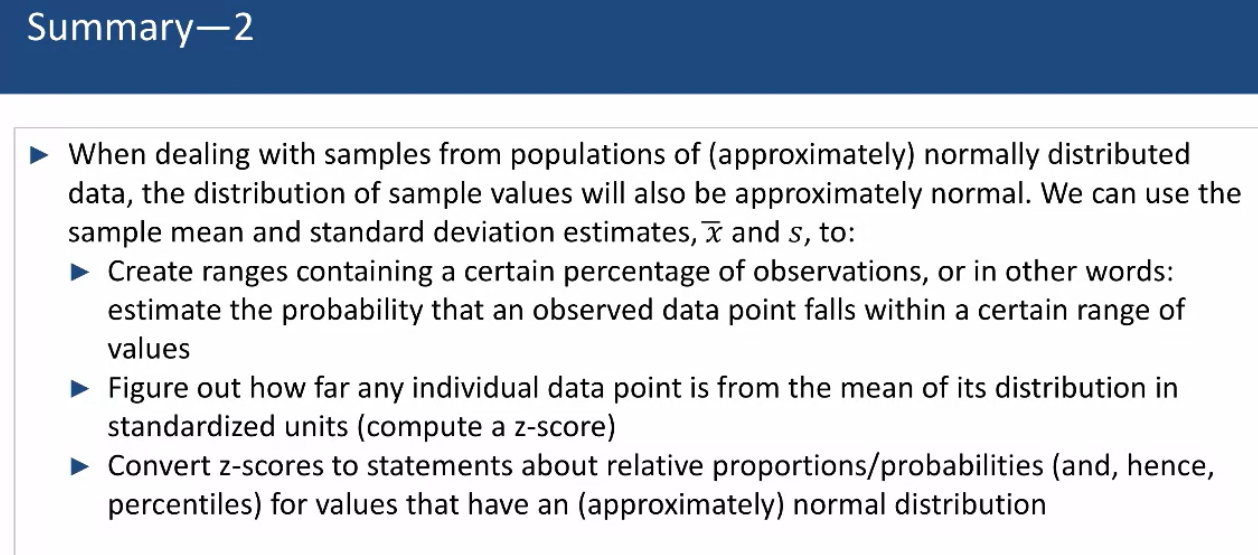 Summary—2
► When dealing with samples from populations of (approximately) normally distributed
data, the distribution of sample values will also be approximately normal. We can use the
sample mean and standard deviation estimates, x̅ and s, to:
► Create ranges containing a certain percentage of observations, or in other words:
estimate the probability that an observed data point falls within a certain range of
values
► Figure out how far any individual data point is from the mean of its distribution in
standardized units (compute a z-score)
► Convert z-scores to statements about relative proportions/probabilities (and, hence,
percentiles) for values that have an (approximately) normal distribution